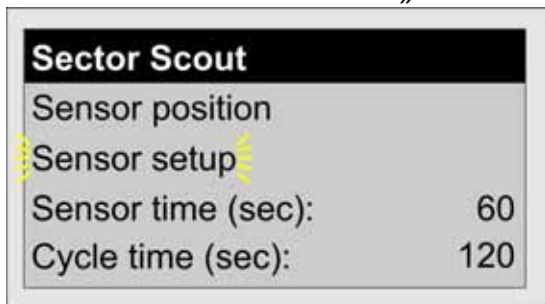 Sector Scout
Sensor position
Sensor setup
Sensor time (sec): 60
Cycle time (sec): 120